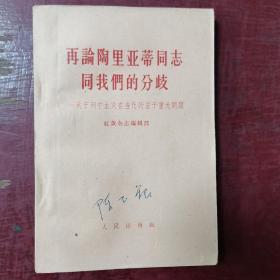 再論陶里亚蒂同志
同我們的分歧
——关于列宁主义在当代的若干重大問題
紅旗杂志編輯部
人民出版社